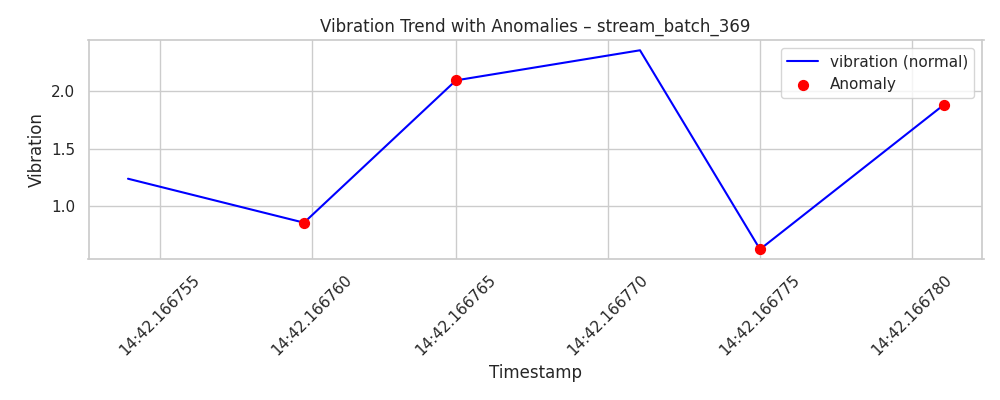 Vibration Trend with Anomalies – stream_batch_369
vibration (normal)
Anomaly
Vibration
2.0
1.5
1.0
14:42.166755
14:42.166760
14:42.166765
14:42.166770
14:42.166775
14:42.166780
Timestamp